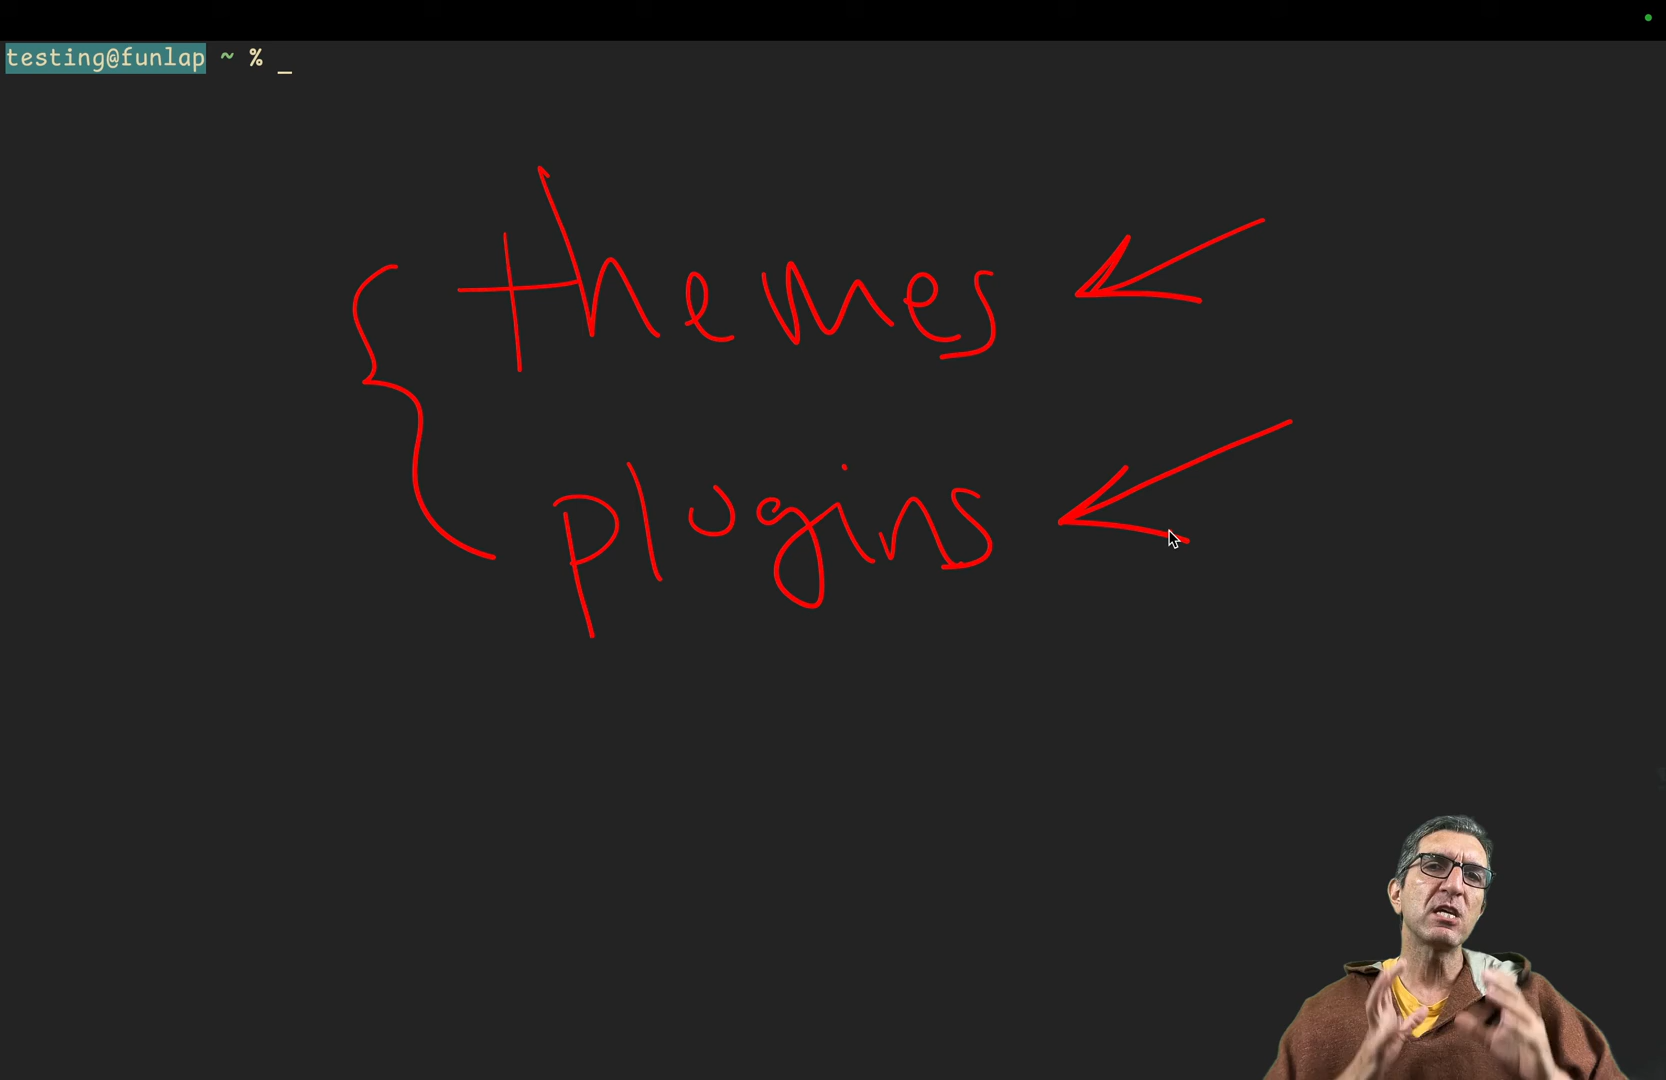 testing@funlap ~ % _
themes
plugins